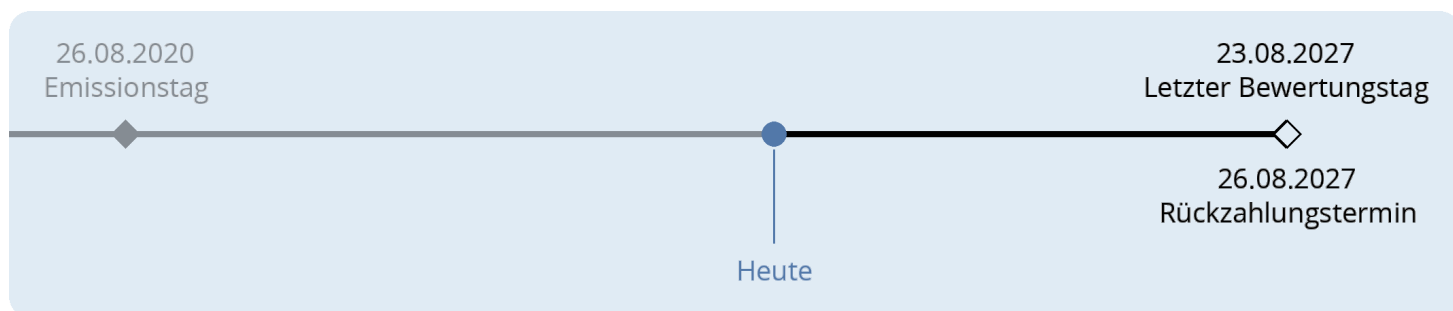 26.08.2020
Emissionstag
23.08.2027
Letzter Bewertungstag
26.08.2027
Rückzahlungstermin
Heute